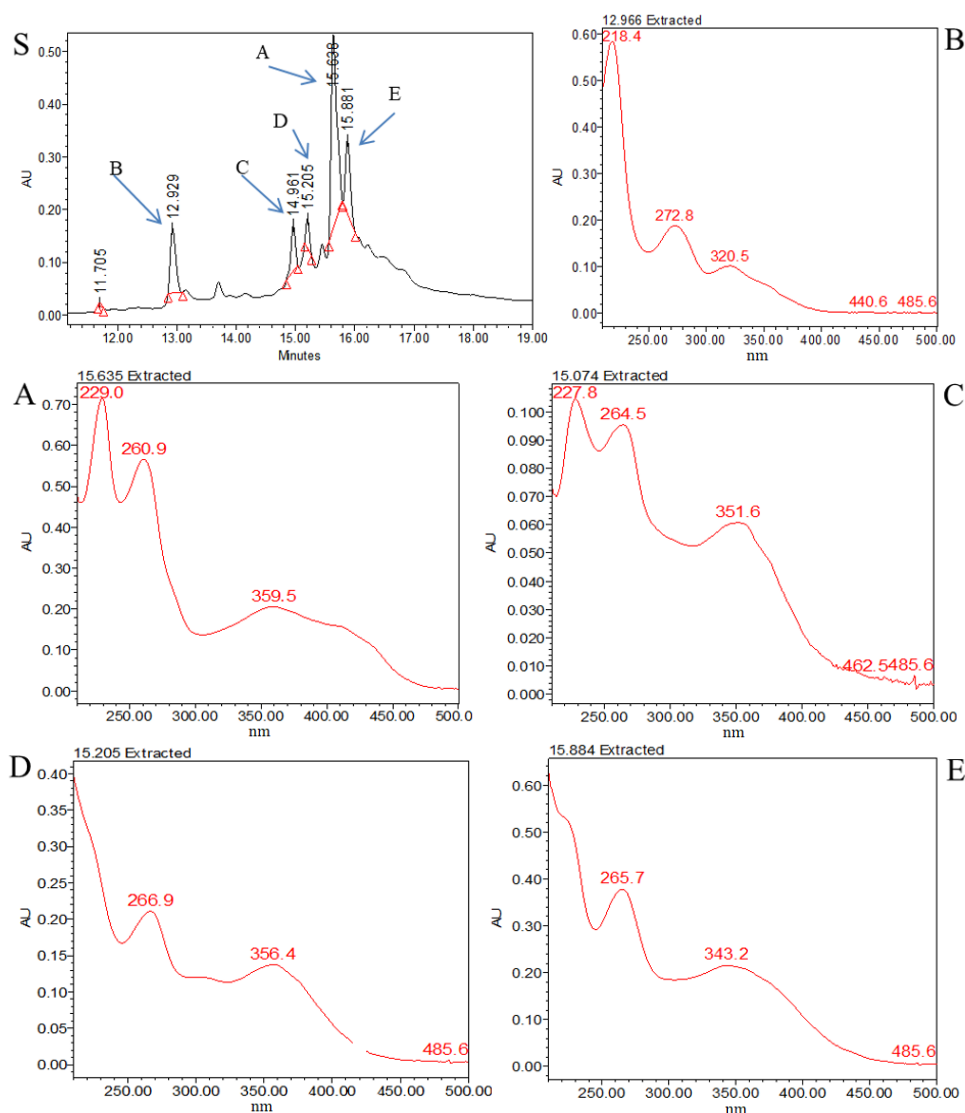 S
0.50
0.40
0.30
0.20
0.10
0.00
AU
A
B
C
D
E
11.705
12.929
14.961
15.205
15.638
15.881
12.00 13.00 14.00 15.00 16.00 17.00 18.00 19.00
Minutes
B
12.966 Extracted
218.4
272.8
320.5
440.6 485.6
0.60
0.50
0.40
0.30
0.20
0.10
0.00
AU
250.00 300.00 350.00 400.00 450.00 500.00
nm
A
15.635 Extracted
229.0
260.9
359.5
0.70
0.60
0.50
0.40
0.30
0.20
0.10
0.00
AU
250.00 300.00 350.00 400.00 450.00 500.0
nm
C
15.074 Extracted
227.8
264.5
351.6
462.5 485.6
0.100
0.090
0.080
0.070
0.060
0.050
0.040
0.030
0.020
0.010
0.000
AU
250.00 300.00 350.00 400.00 450.00 500.00
nm
D
15.205 Extracted
266.9
356.4
485.6
0.40
0.35
0.30
0.25
0.20
0.15
0.10
0.05
0.00
AU
250.00 300.00 350.00 400.00 450.00 500.00
nm
E
15.884 Extracted
265.7
343.2
485.6
0.60
0.50
0.40
0.30
0.20
0.10
0.00
AU
250.00 300.00 350.00 400.00 450.00 500.00
nm